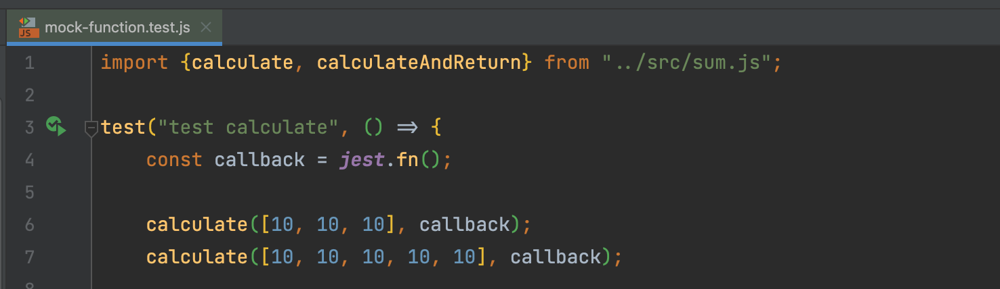 JS mock-function.test.js
1 import {calculate, calculateAndReturn} from "../src/sum.js";
2
3 test("test calculate", () => {
4 const callback = jest.fn();
5
6 calculate([10, 10, 10], callback);
7 calculate([10, 10, 10, 10, 10], callback);
8